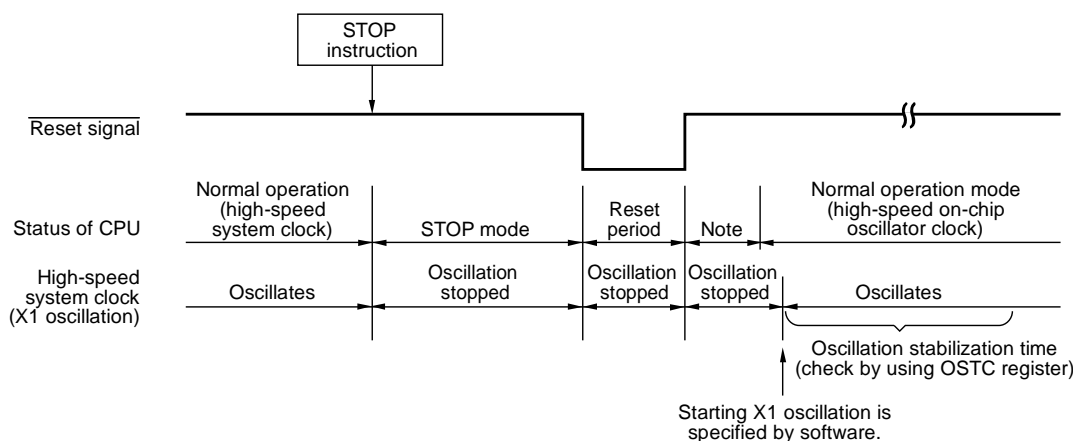 STOP
instruction
Reset signal
Normal operation
(high-speed
system clock)
Status of CPU
STOP mode
Reset
period
Note
Normal operation mode
(high-speed on-chip
oscillator clock)
High-speed
system clock
(X1 oscillation)
Oscillates
Oscillation
stopped
Oscillation
stopped
Oscillation
stopped
Oscillates
Oscillation stabilization time
(check by using OSTC register)
Starting X1 oscillation is
specified by software.